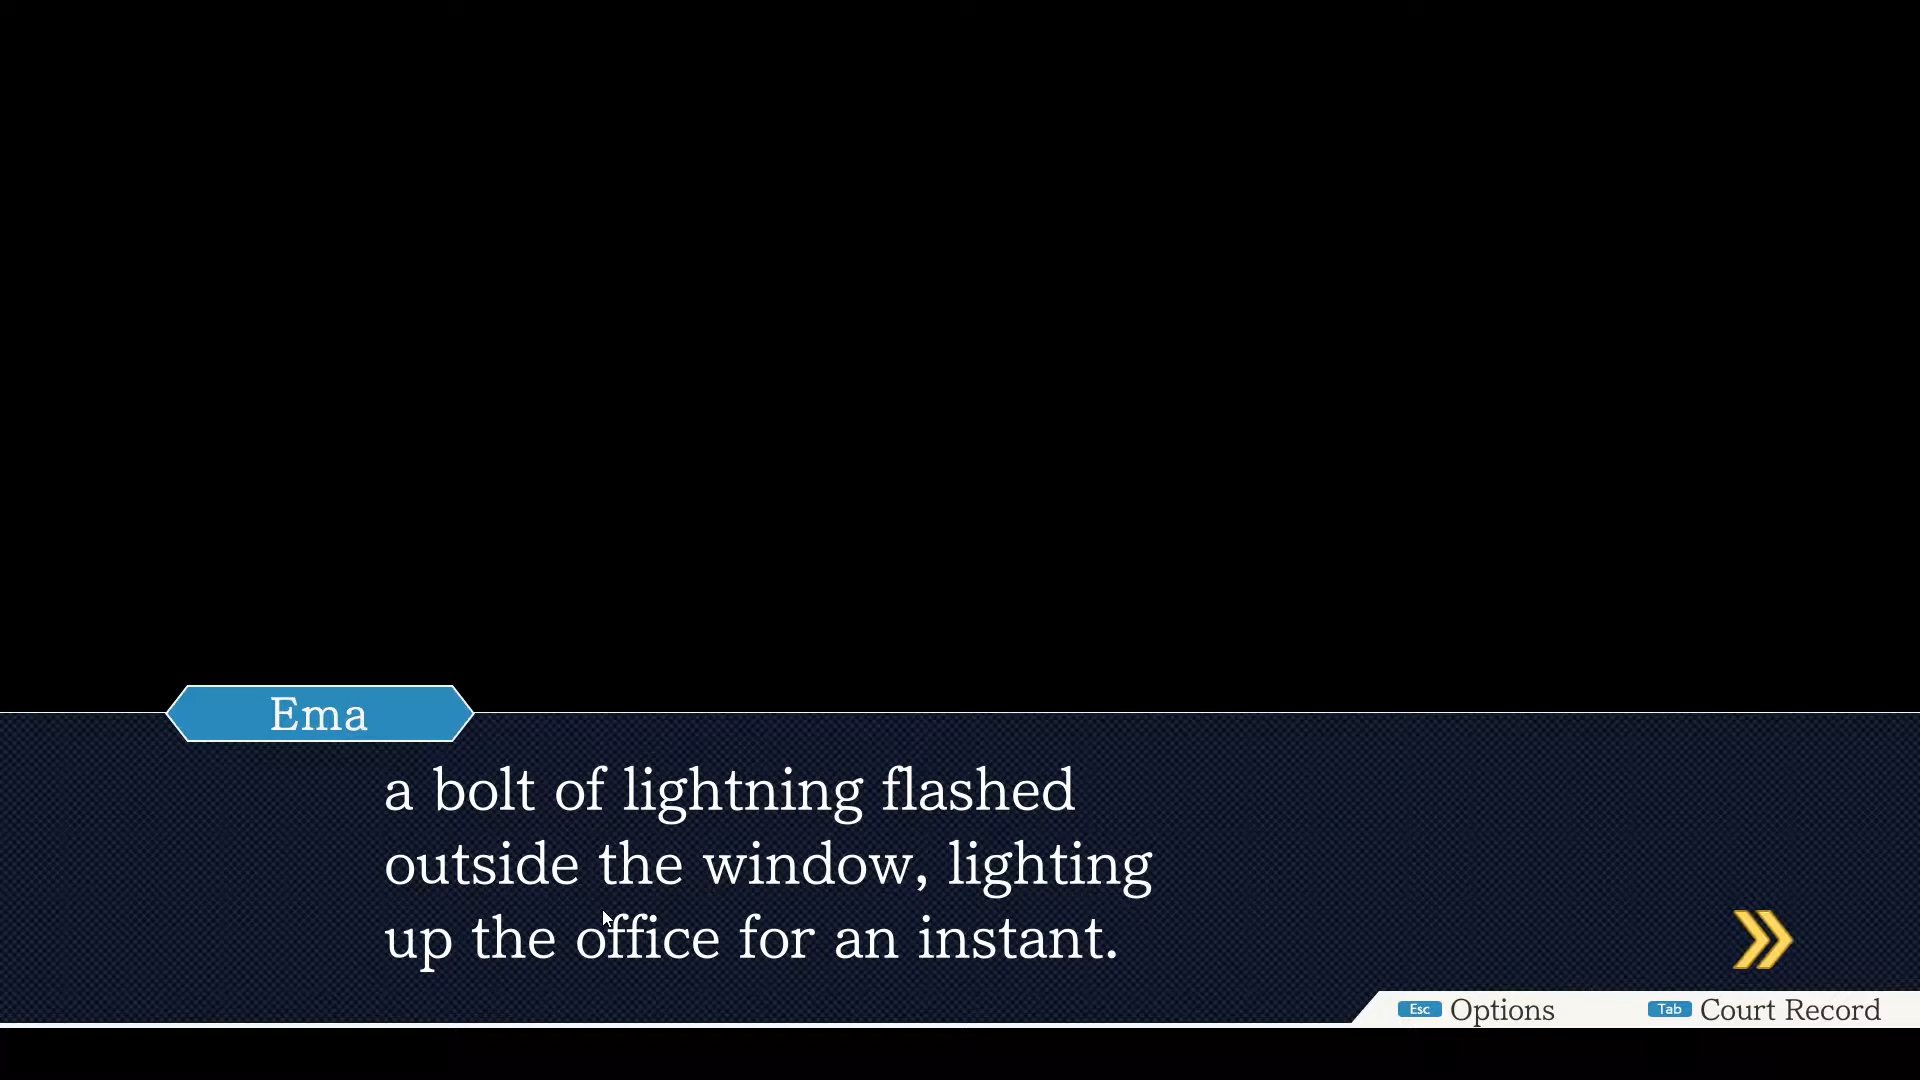 Ema
a bolt of lightning flashed
outside the window, lighting
up the office for an instant.
Esc Options Tab Court Record